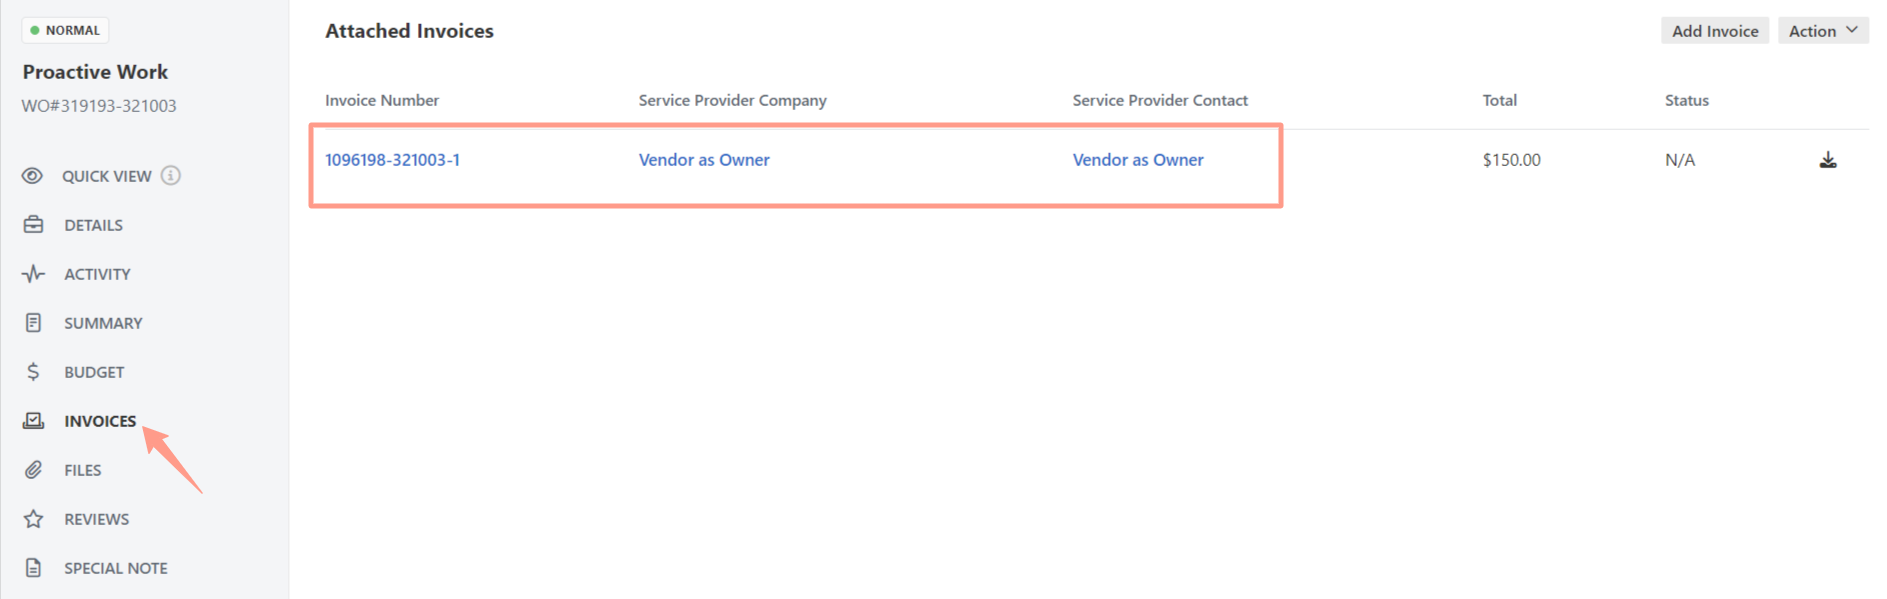 NORMAL
Proactive Work
WO#319193-321003
QUICK VIEW
DETAILS
ACTIVITY
SUMMARY
BUDGET
INVOICES
FILES
REVIEWS
SPECIAL NOTE
Attached Invoices
Add Invoice
Action
Invoice Number Service Provider Company Service Provider Contact Total Status
1096198-321003-1 Vendor as Owner Vendor as Owner $150.00 N/A